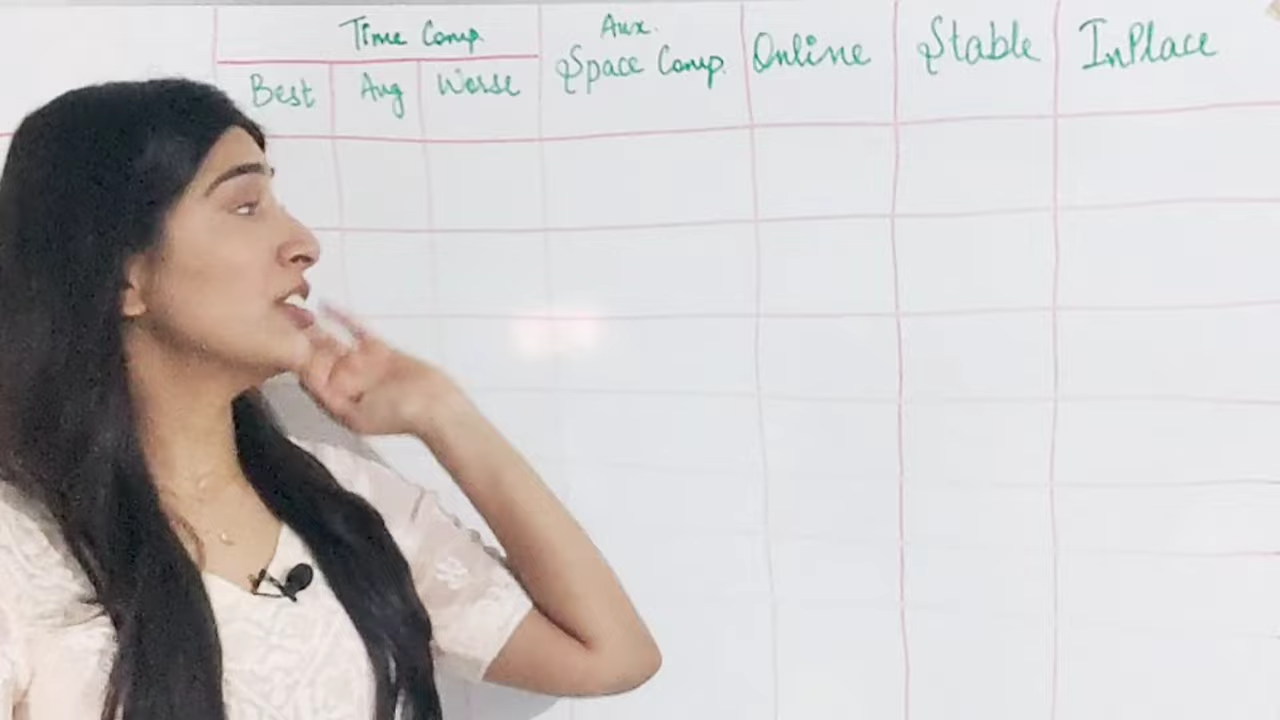 Time Comp.
Best Avg Worse
Aux.
Space Comp.
Online
Stable
InPlace